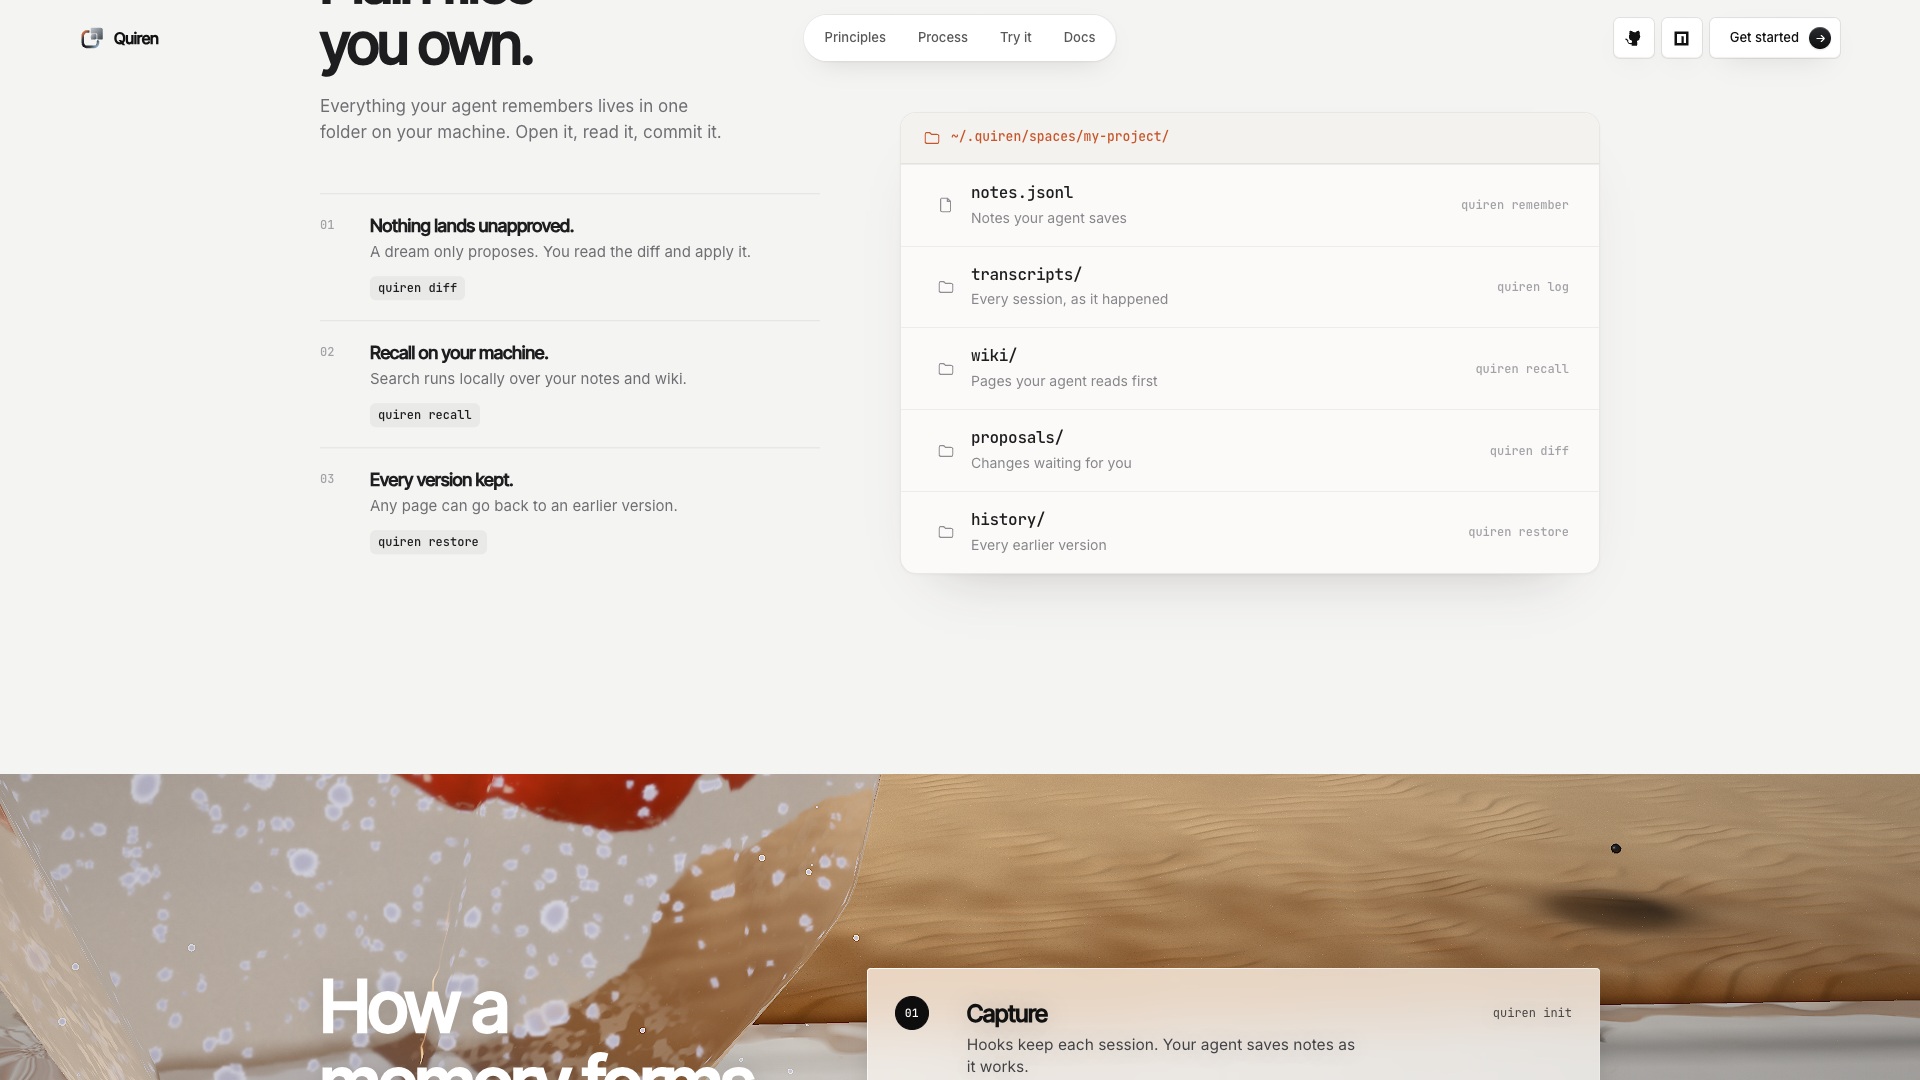 Quiren
Principles
Process
Try it
Docs
Get started
Plain files
you own.
Everything your agent remembers lives in one
folder on your machine. Open it, read it, commit it.
01
Nothing lands unapproved.
A dream only proposes. You read the diff and apply it.
quiren diff
02
Recall on your machine.
Search runs locally over your notes and wiki.
quiren recall
03
Every version kept.
Any page can go back to an earlier version.
quiren restore
~/.quiren/spaces/my-project/
notes.jsonl
Notes your agent saves
quiren remember
transcripts/
Every session, as it happened
quiren log
wiki/
Pages your agent reads first
quiren recall
proposals/
Changes waiting for you
quiren diff
history/
Every earlier version
quiren restore
How a
memory forms
01
Capture
quiren init
Hooks keep each session. Your agent saves notes as
it works.